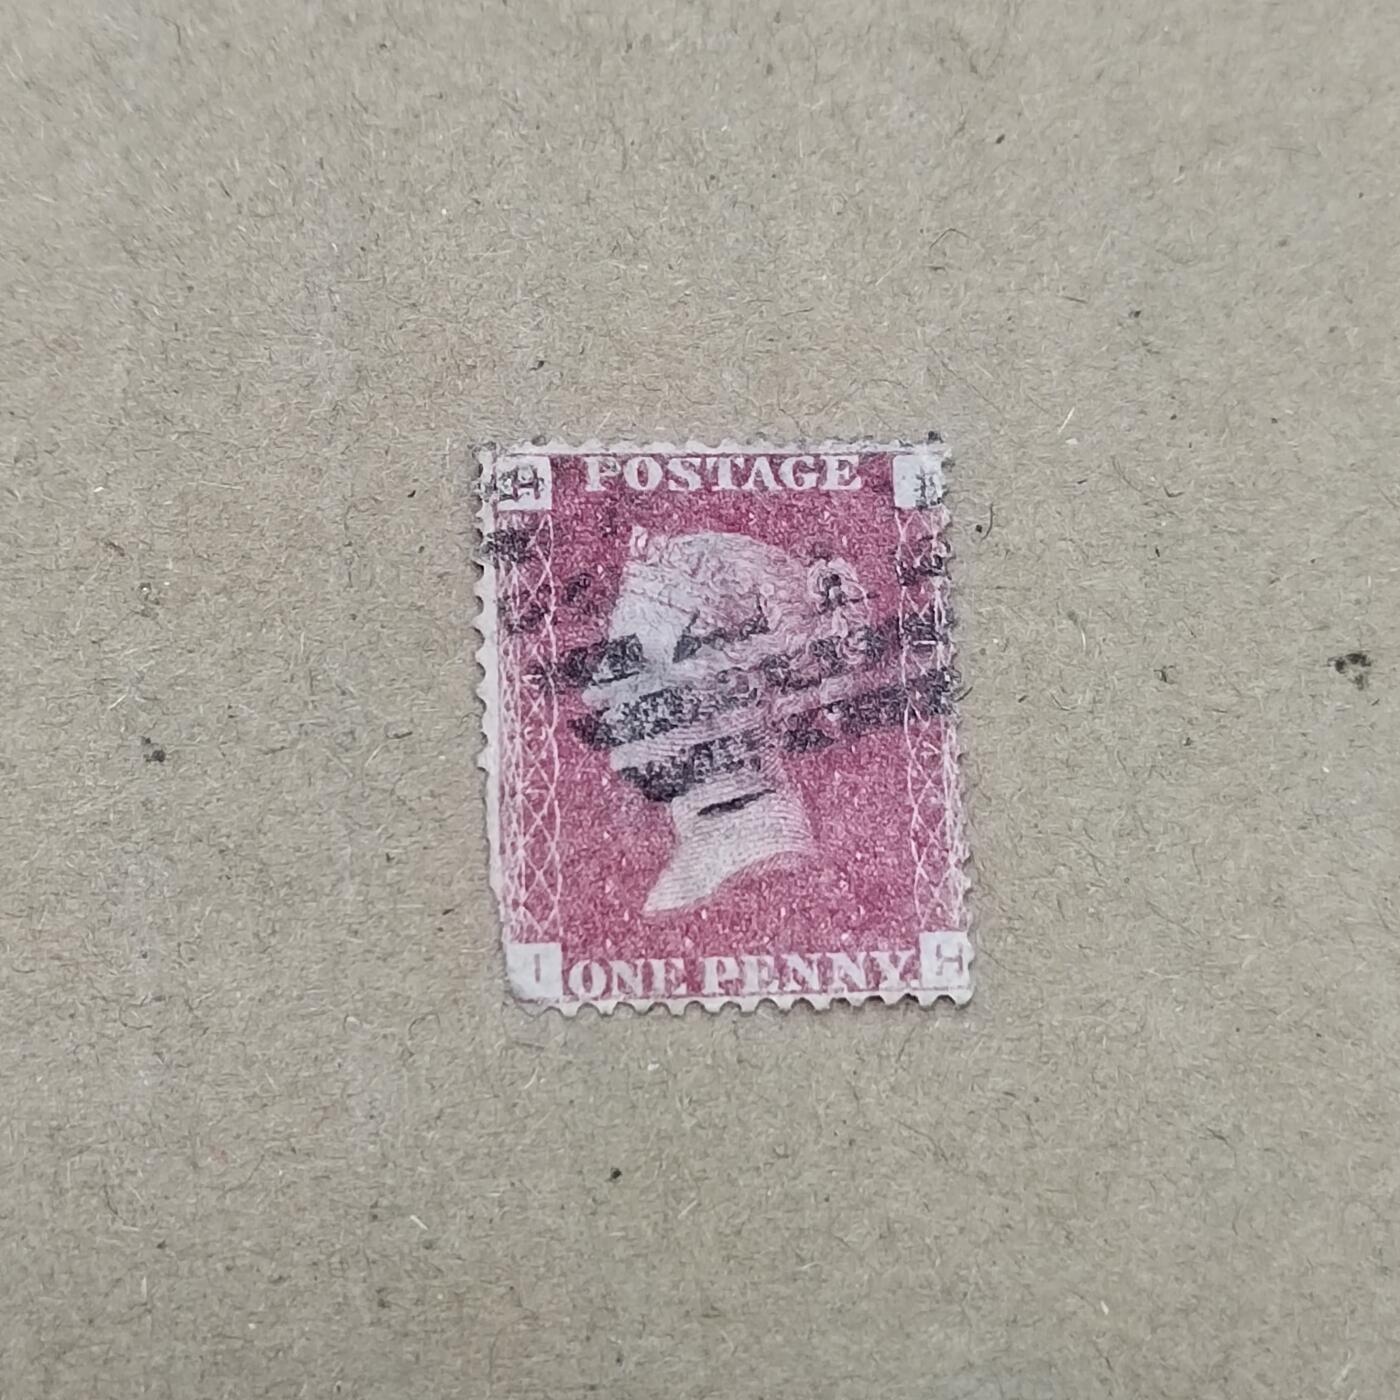 H POSTAGE I
I ONE PENNY. H